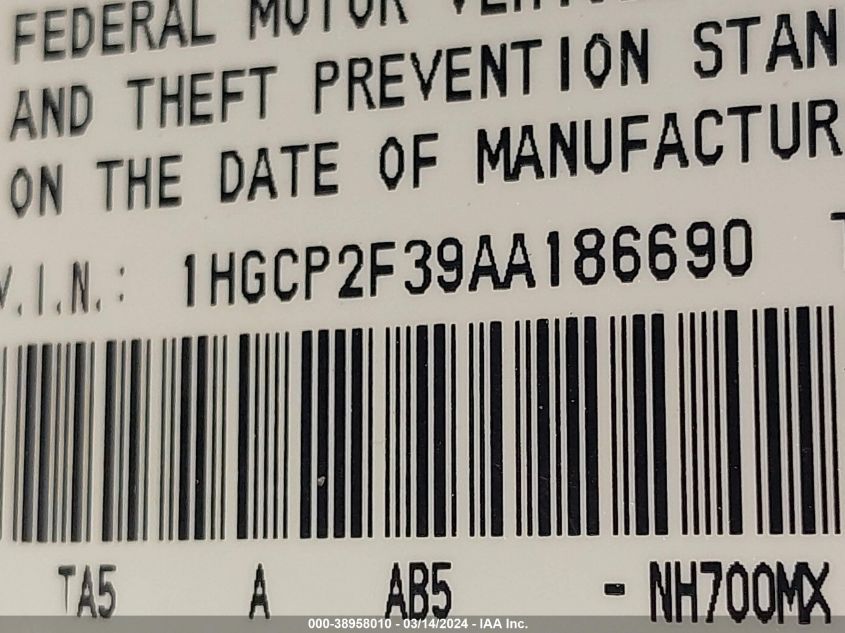 FEDERAL MOTOR
AND THEFT PREVENTION STAN
ON THE DATE OF MANUFACTUR
V.I.N.: 1HGCP2F39AA186690
TA5 A AB5 - NH700MX
000-38958010 - 03/14/2024 - IAA Inc.